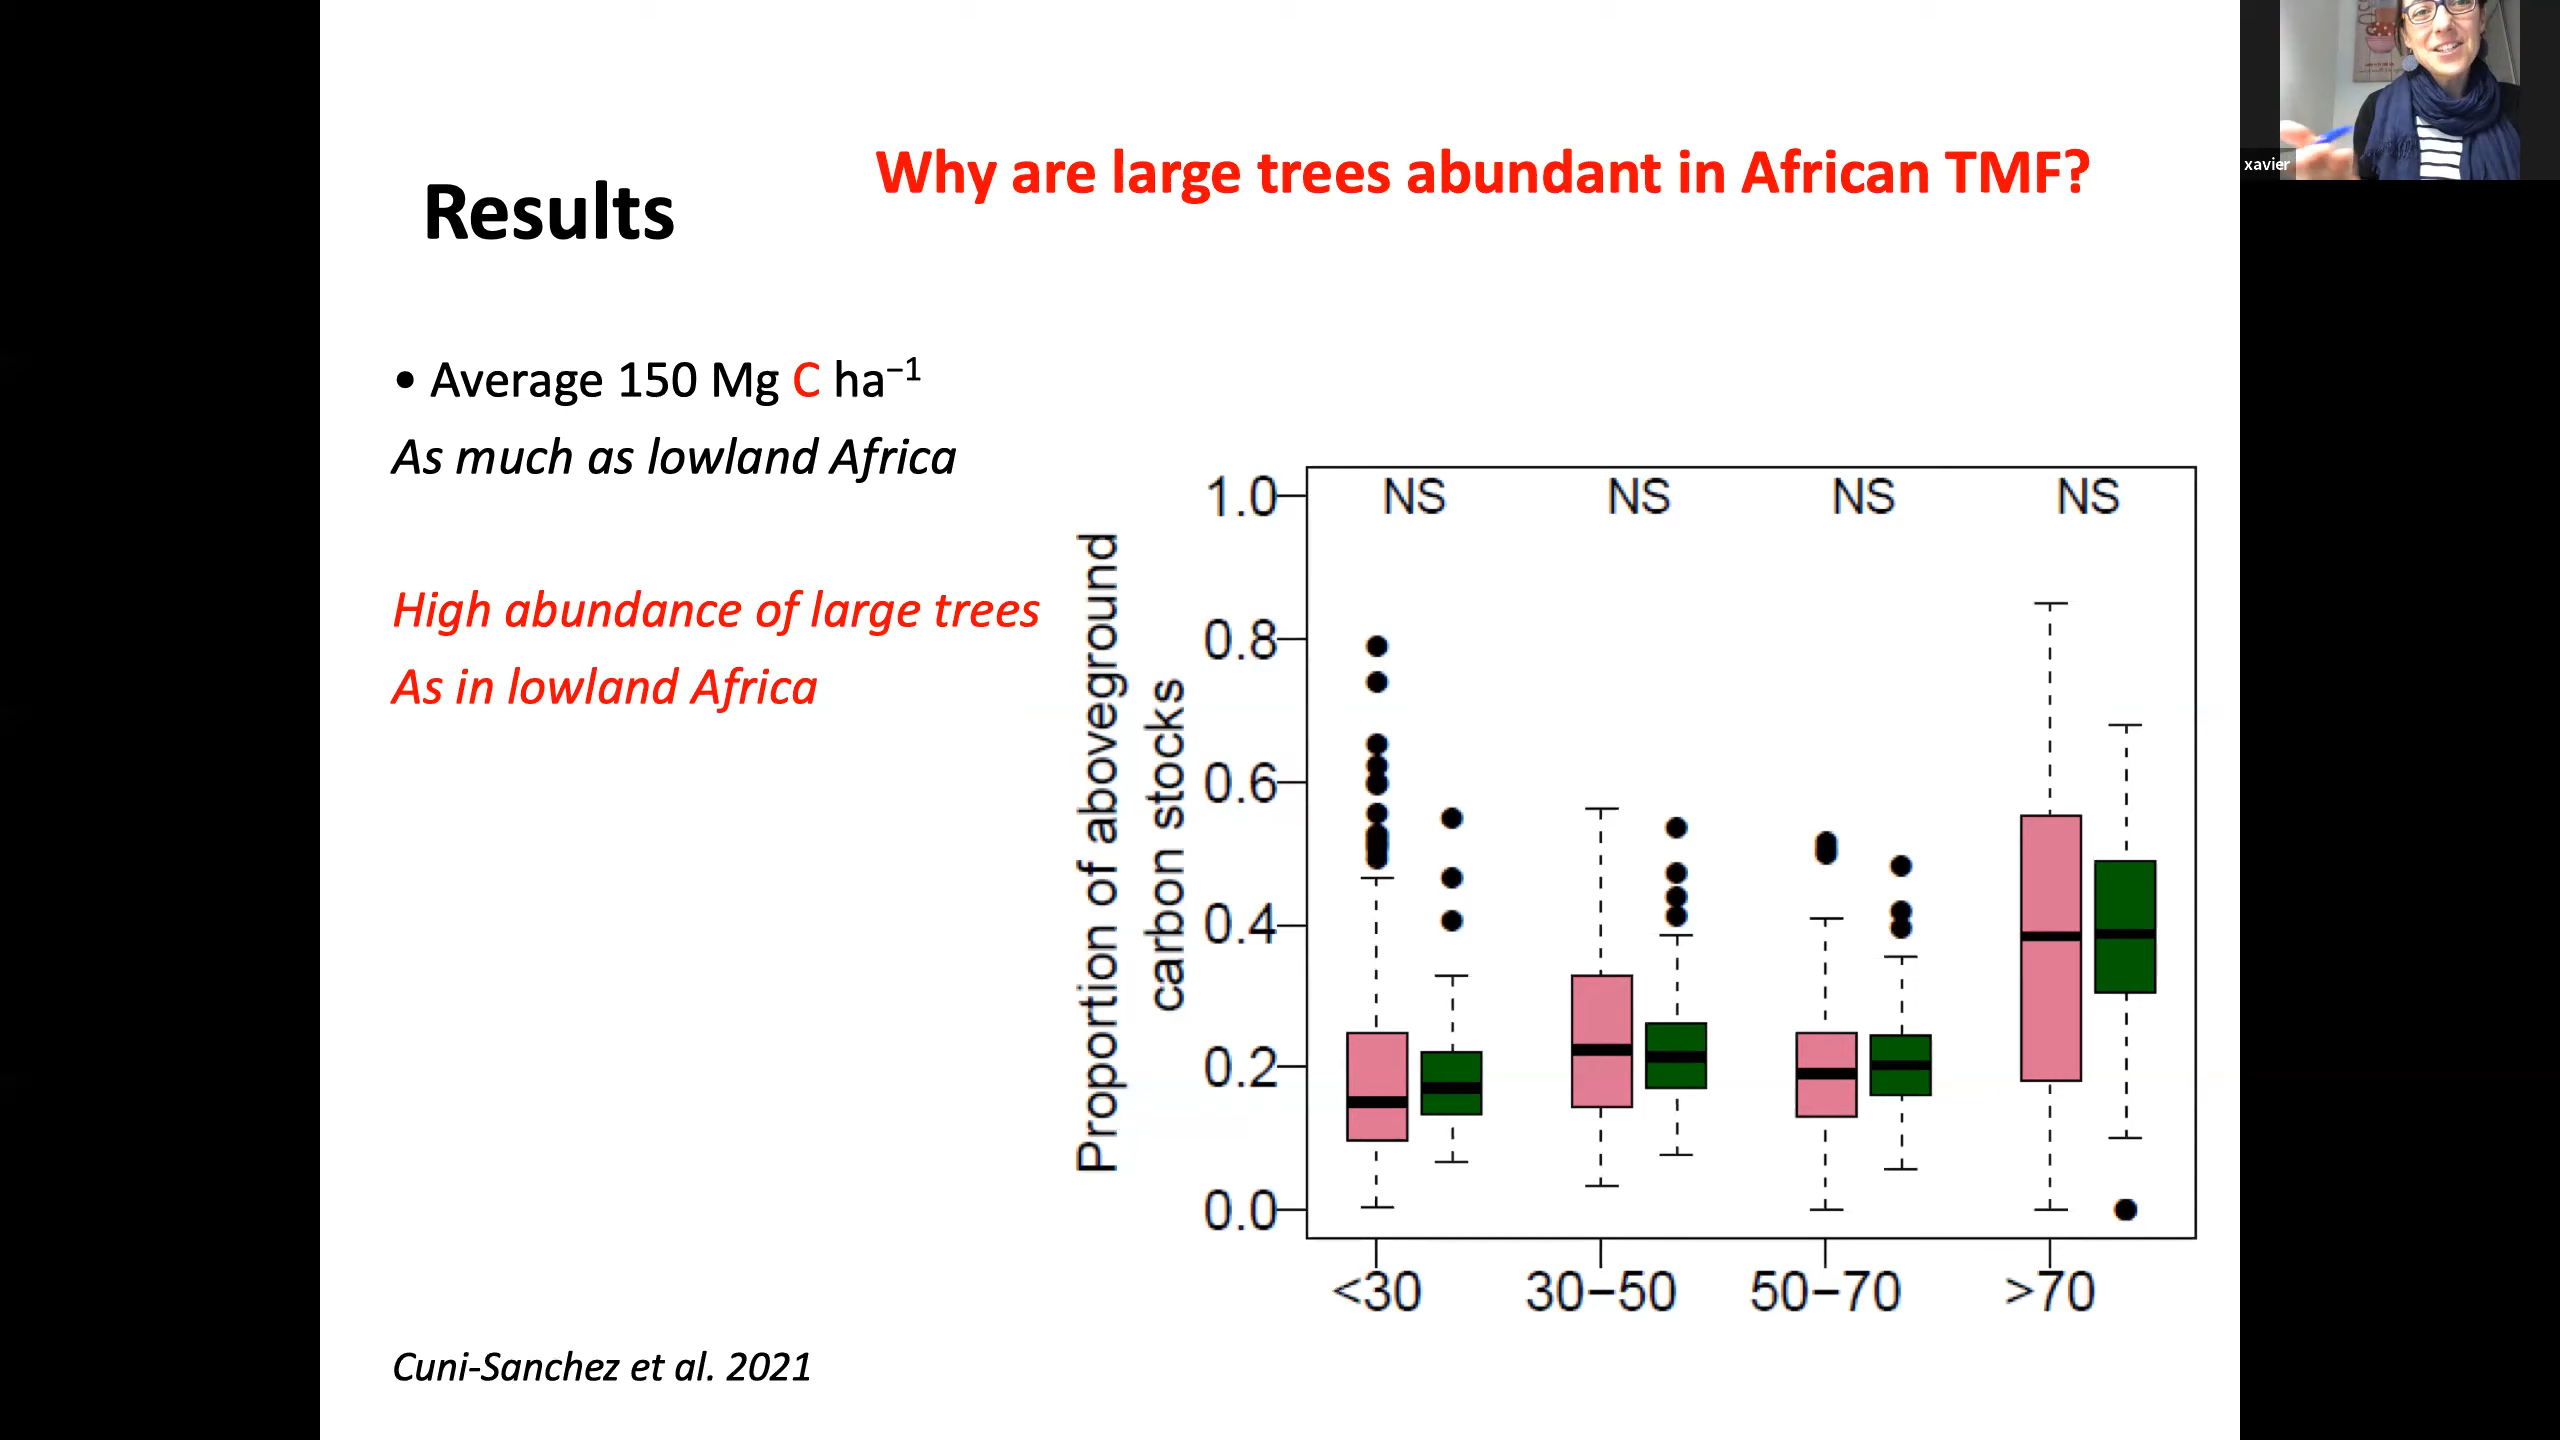 Why are large trees abundant in African TMF?
Results
• Average 150 Mg C ha⁻¹
As much as lowland Africa
High abundance of large trees
As in lowland Africa
Cuni-Sanchez et al. 2021
Proportion of aboveground
carbon stocks
1.0
0.8
0.6
0.4
0.2
0.0
NS NS NS NS
<30 30–50 50–70 >70
xavier